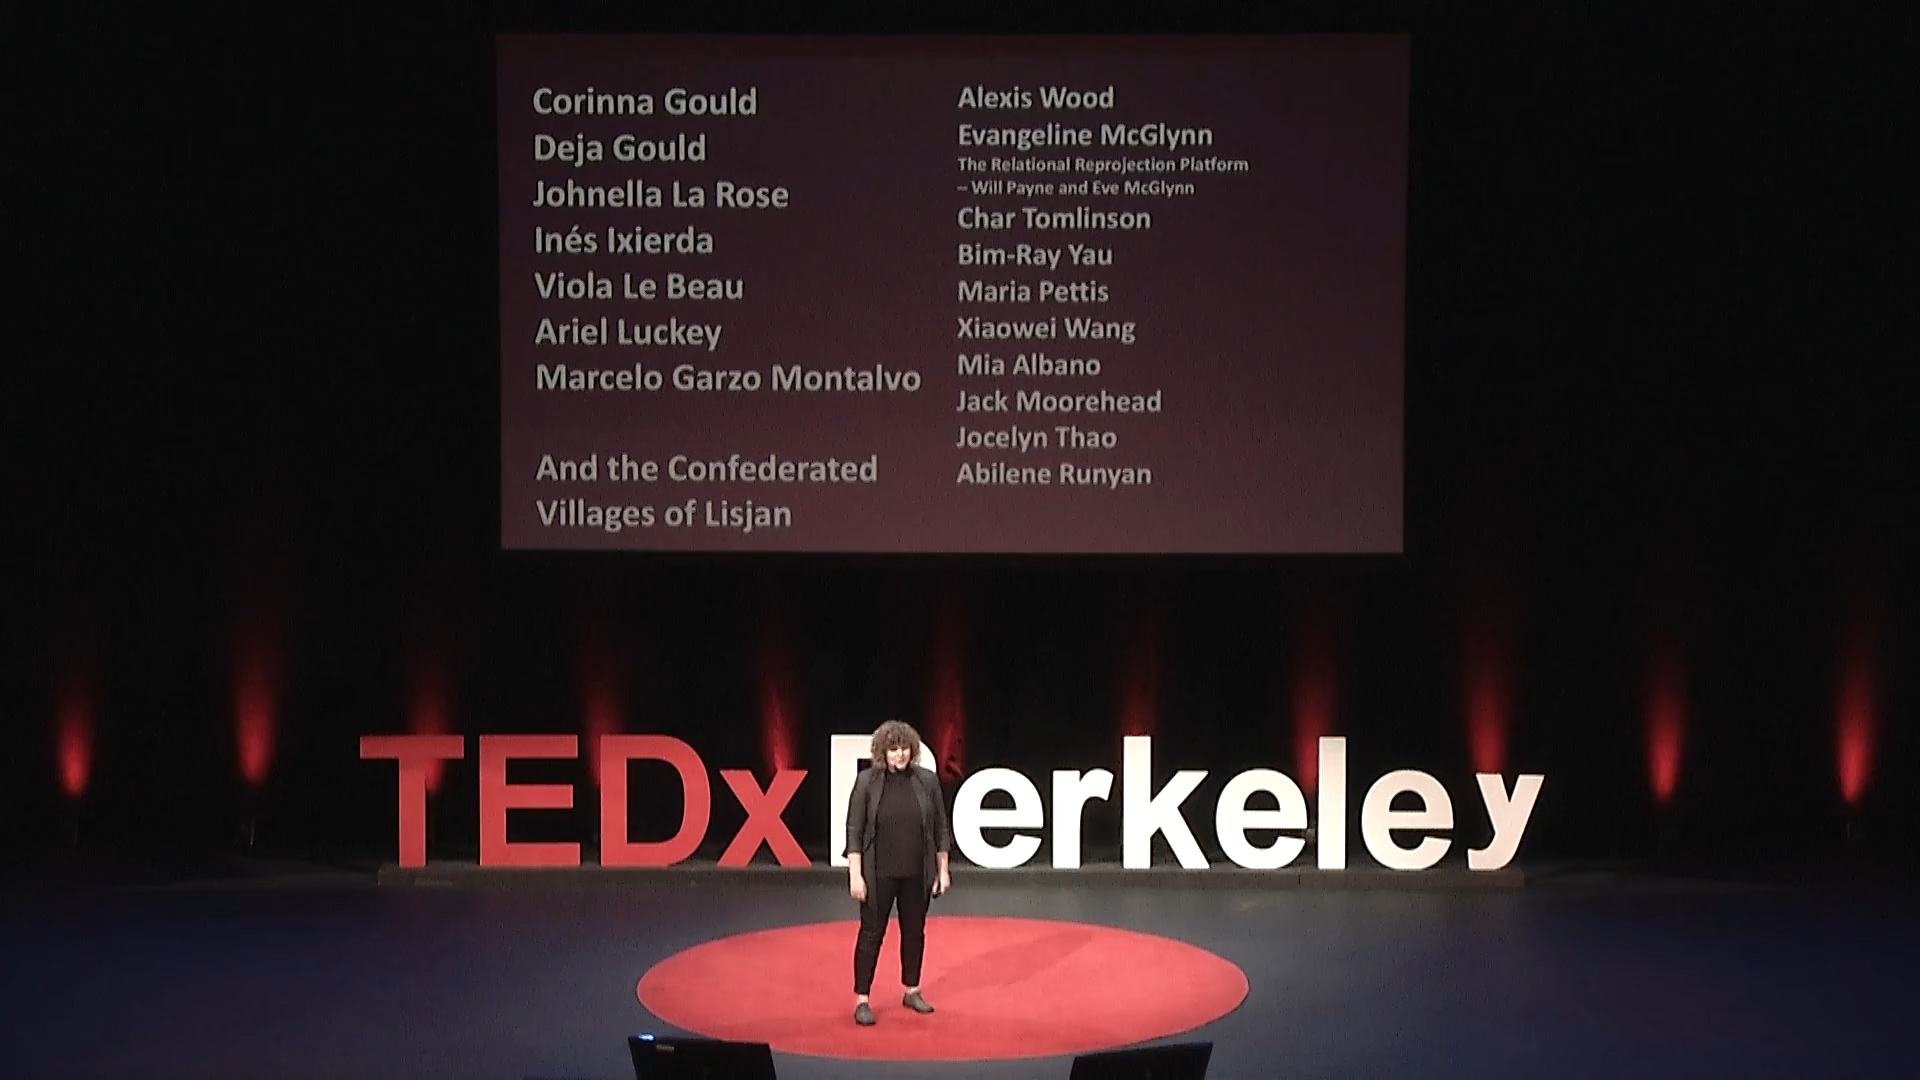 Corinna Gould
Deja Gould
Johnella La Rose
Inés Ixierda
Viola Le Beau
Ariel Luckey
Marcelo Garzo Montalvo
And the Confederated
Villages of Lisjan
Alexis Wood
Evangeline McGlynn
The Relational Reprojection Platform
– Will Payne and Eve McGlynn
Char Tomlinson
Bim-Ray Yau
Maria Pettis
Xiaowei Wang
Mia Albano
Jack Moorehead
Jocelyn Thao
Abilene Runyan
TEDxBerkeley